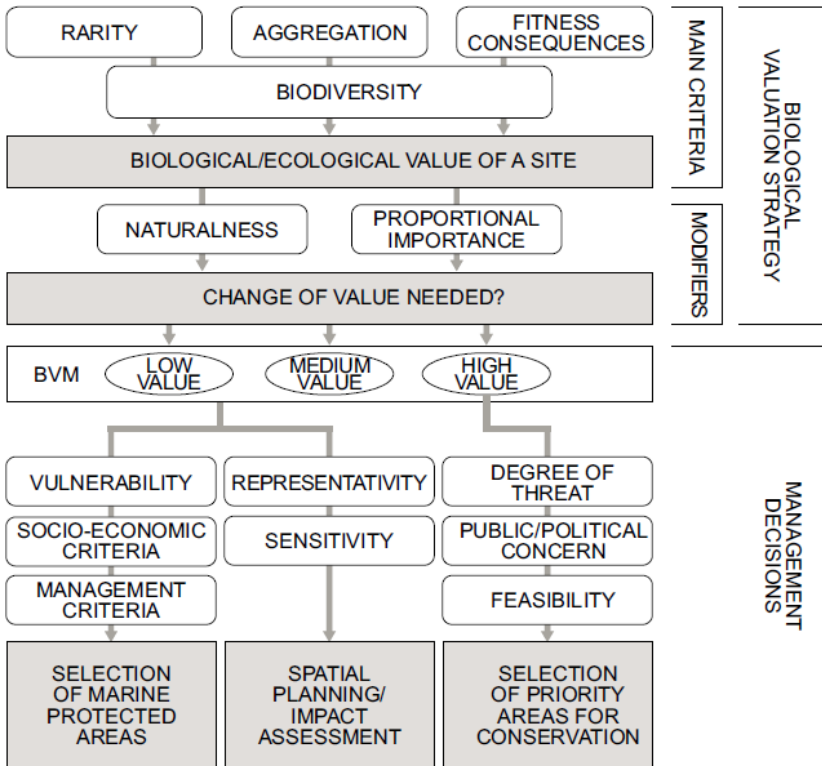 RARITY
AGGREGATION
FITNESS
CONSEQUENCES
BIODIVERSITY
BIOLOGICAL/ECOLOGICAL VALUE OF A SITE
MAIN CRITERIA
NATURALNESS
PROPORTIONAL
IMPORTANCE
CHANGE OF VALUE NEEDED?
MODIFIERS
BIOLOGICAL
VALUATION STRATEGY
BVM
LOW
VALUE
MEDIUM
VALUE
HIGH
VALUE
VULNERABILITY
SOCIO-ECONOMIC
CRITERIA
MANAGEMENT
CRITERIA
SELECTION
OF MARINE
PROTECTED
AREAS
REPRESENTATIVITY
SENSITIVITY
SPATIAL
PLANNING/
IMPACT
ASSESSMENT
DEGREE OF
THREAT
PUBLIC/POLITICAL
CONCERN
FEASIBILITY
SELECTION
OF PRIORITY
AREAS FOR
CONSERVATION
MANAGEMENT
DECISIONS